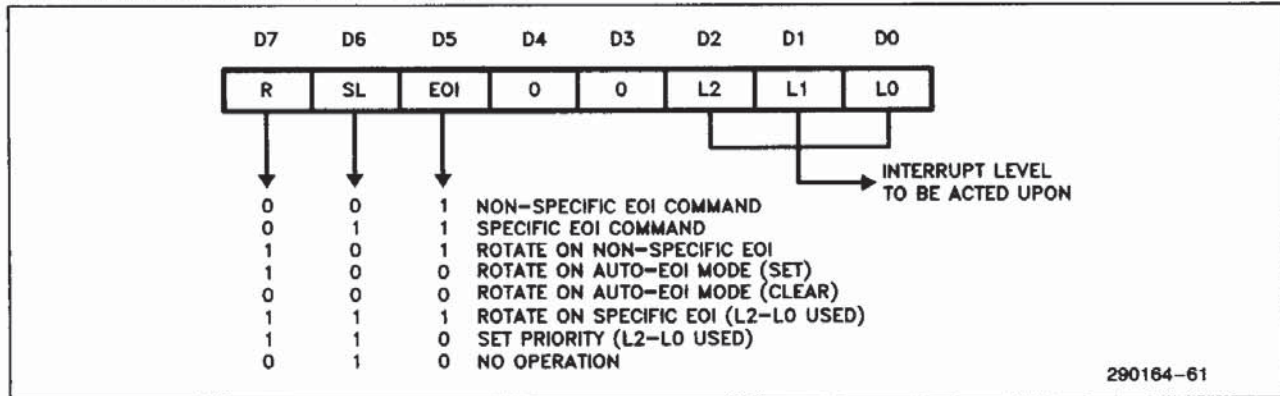 D7 D6 D5 D4 D3 D2 D1 D0
R SL EOI 0 0 L2 L1 L0
INTERRUPT LEVEL
TO BE ACTED UPON
0 0 1 NON-SPECIFIC EOI COMMAND
0 1 1 SPECIFIC EOI COMMAND
1 0 1 ROTATE ON NON-SPECIFIC EOI
1 0 0 ROTATE ON AUTO-EOI MODE (SET)
0 0 0 ROTATE ON AUTO-EOI MODE (CLEAR)
1 1 1 ROTATE ON SPECIFIC EOI (L2-L0 USED)
1 1 0 SET PRIORITY (L2-L0 USED)
0 1 0 NO OPERATION
290164-61